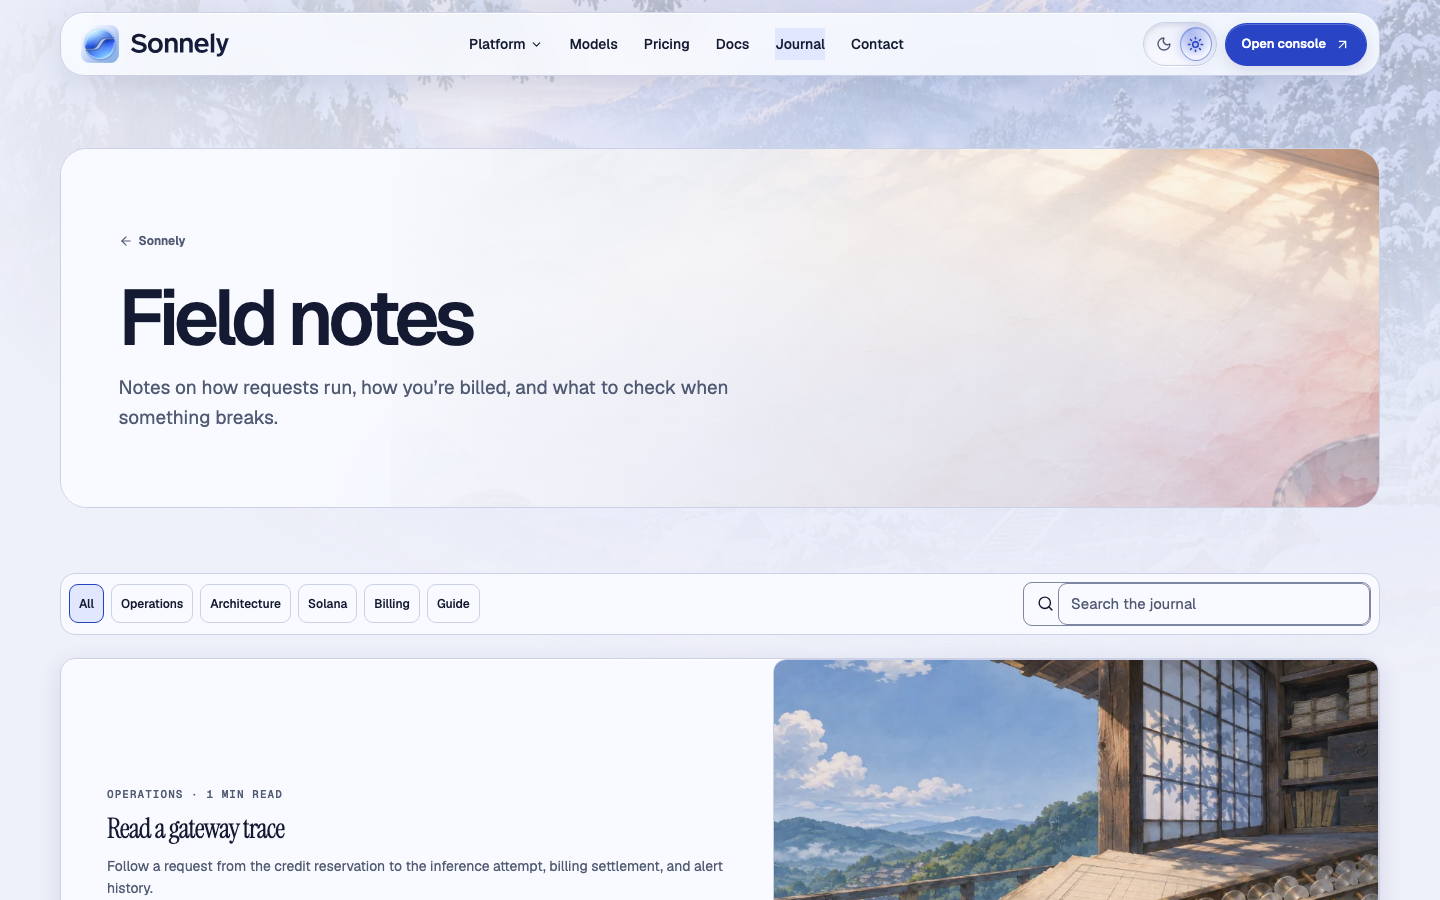 Sonnely
Platform
Models
Pricing
Docs
Journal
Contact
Open console
Sonnely
Field notes
Notes on how requests run, how you’re billed, and what to check when
something breaks.
All
Operations
Architecture
Solana
Billing
Guide
Search the journal
OPERATIONS · 1 MIN READ
Read a gateway trace
Follow a request from the credit reservation to the inference attempt, billing settlement, and alert
history.